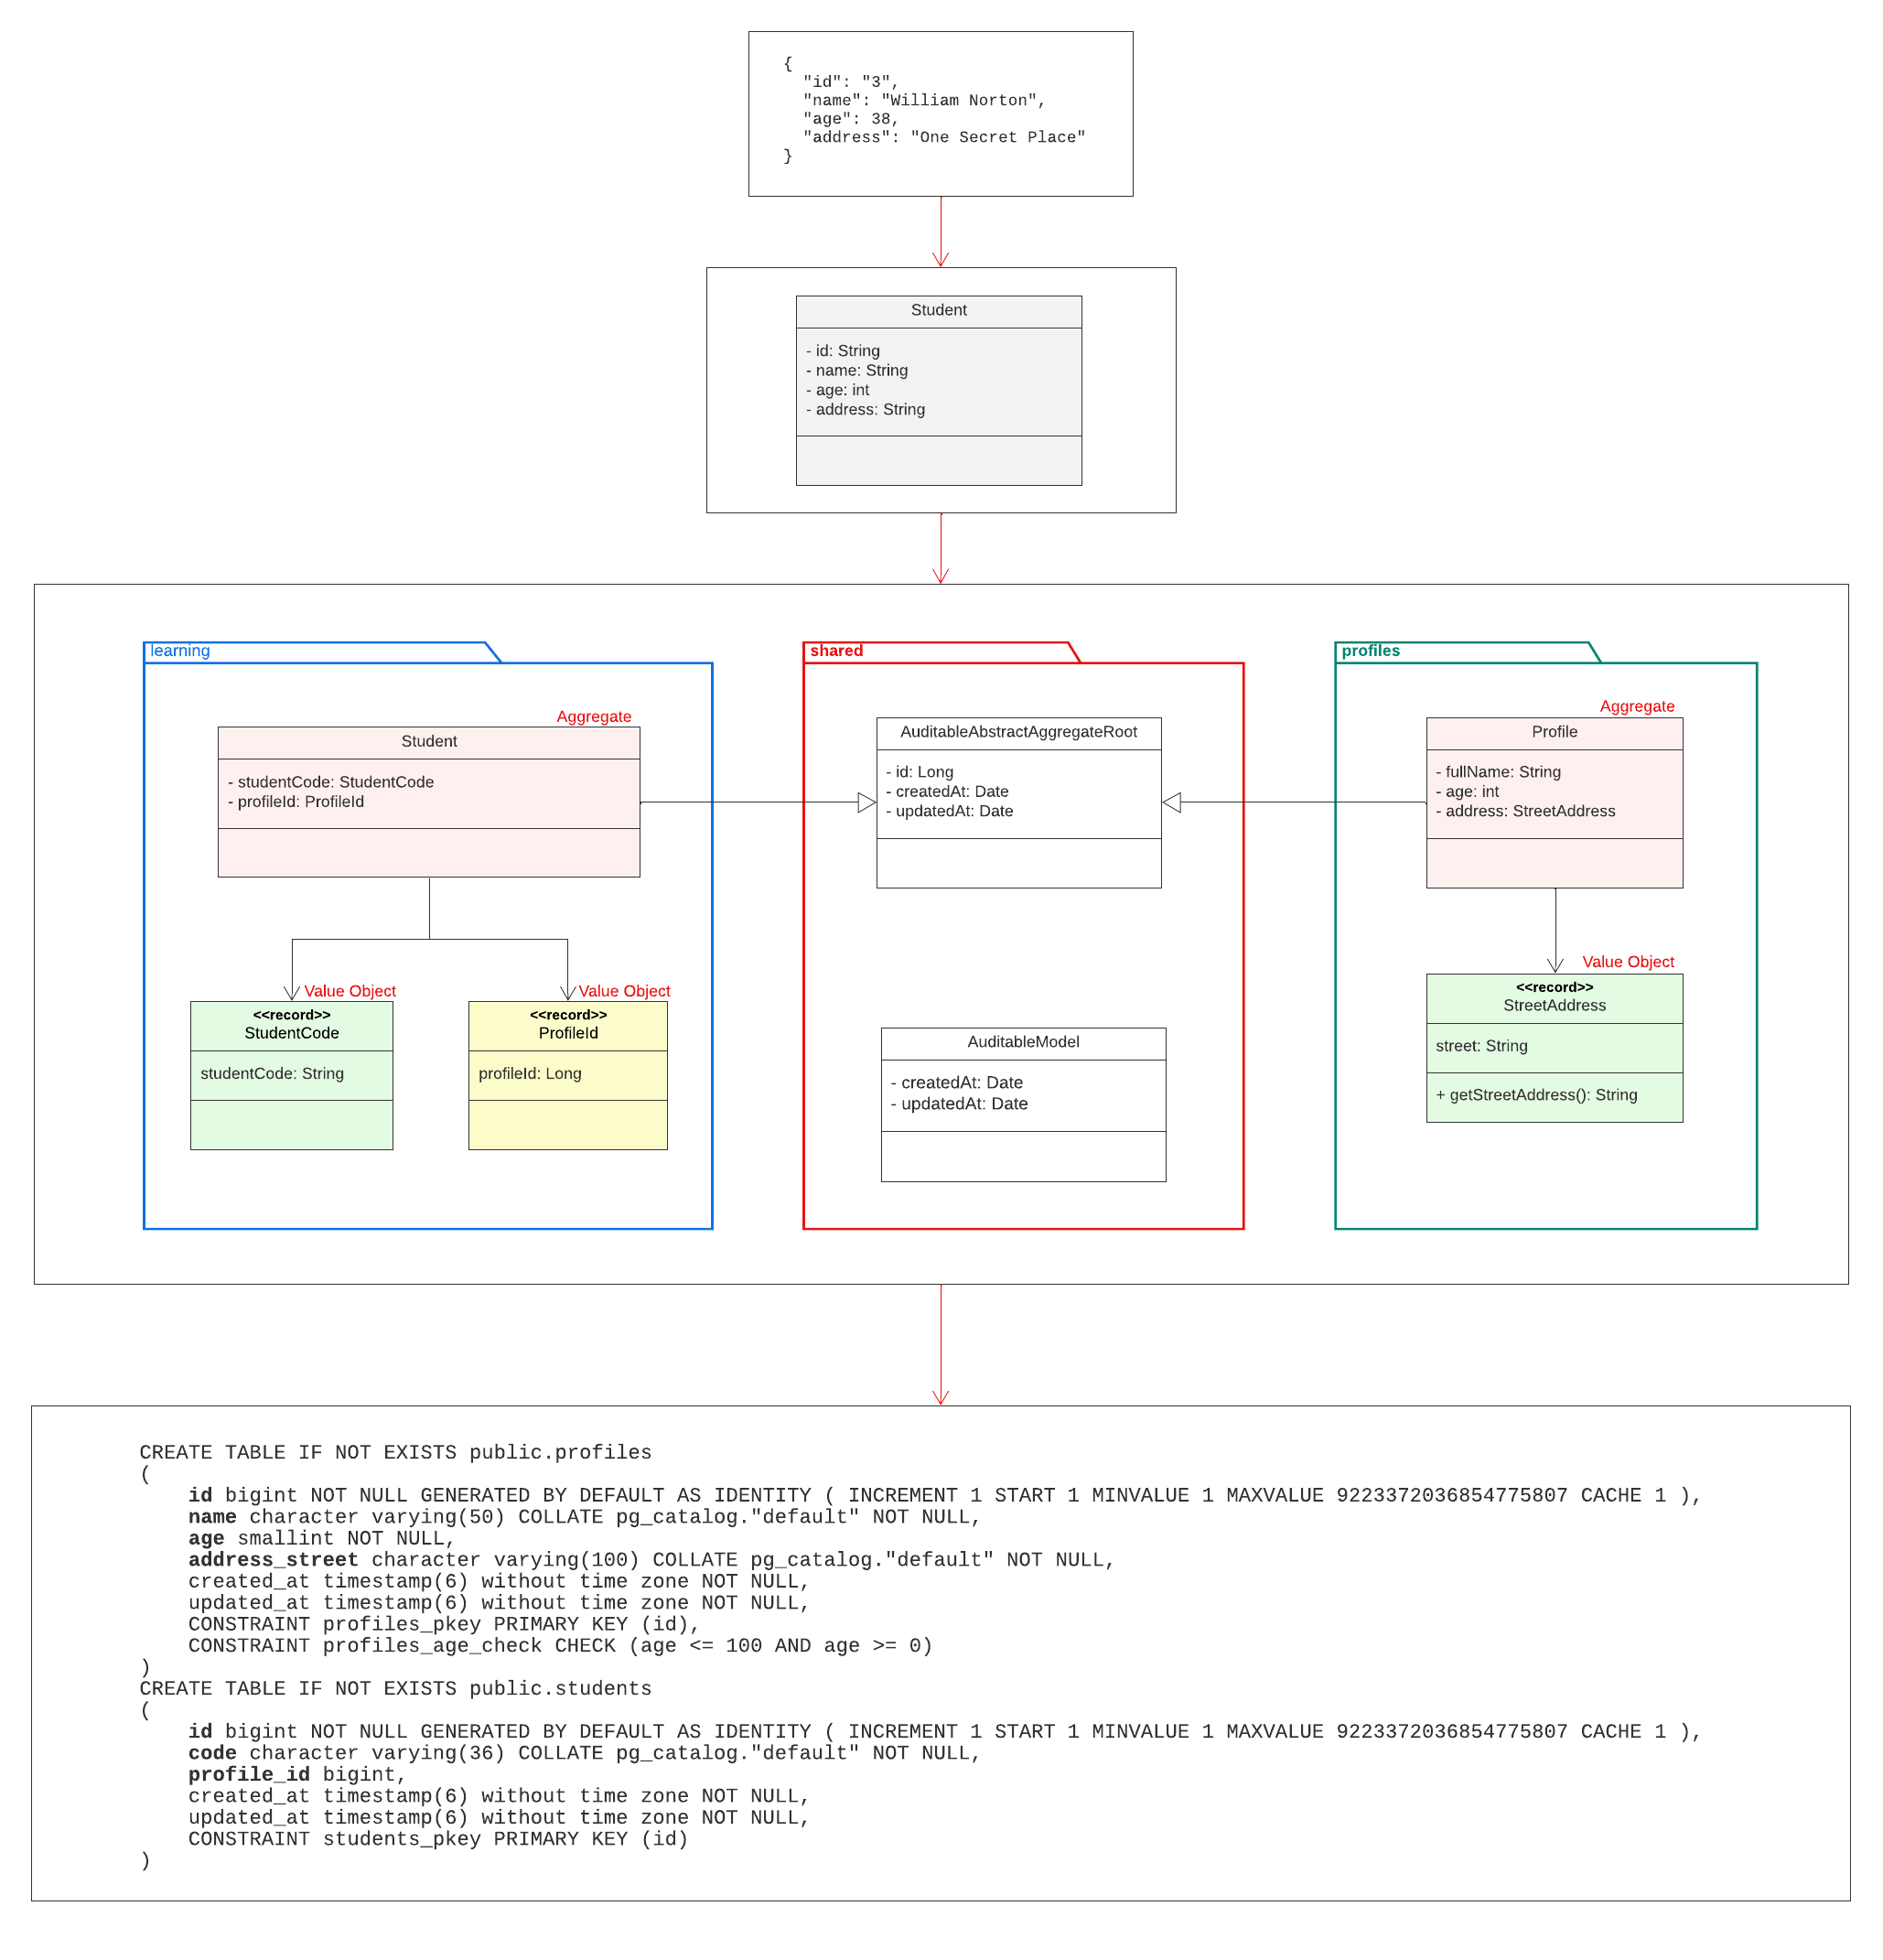 {
  "id": "3",
  "name": "William Norton",
  "age": 38,
  "address": "One Secret Place"
}
Student
- id: String
- name: String
- age: int
- address: String
learning
Aggregate
Student
- studentCode: StudentCode
- profileId: ProfileId
Value Object
<<record>>
StudentCode
studentCode: String
Value Object
<<record>>
ProfileId
profileId: Long
shared
AuditableAbstractAggregateRoot
- id: Long
- createdAt: Date
- updatedAt: Date
AuditableModel
- createdAt: Date
- updatedAt: Date
profiles
Aggregate
Profile
- fullName: String
- age: int
- address: StreetAddress
Value Object
<<record>>
StreetAddress
street: String
+ getStreetAddress(): String
CREATE TABLE IF NOT EXISTS public.profiles
(
    id bigint NOT NULL GENERATED BY DEFAULT AS IDENTITY ( INCREMENT 1 START 1 MINVALUE 1 MAXVALUE 9223372036854775807 CACHE 1 ),
    name character varying(50) COLLATE pg_catalog."default" NOT NULL,
    age smallint NOT NULL,
    address_street character varying(100) COLLATE pg_catalog."default" NOT NULL,
    created_at timestamp(6) without time zone NOT NULL,
    updated_at timestamp(6) without time zone NOT NULL,
    CONSTRAINT profiles_pkey PRIMARY KEY (id),
    CONSTRAINT profiles_age_check CHECK (age <= 100 AND age >= 0)
)
CREATE TABLE IF NOT EXISTS public.students
(
    id bigint NOT NULL GENERATED BY DEFAULT AS IDENTITY ( INCREMENT 1 START 1 MINVALUE 1 MAXVALUE 9223372036854775807 CACHE 1 ),
    code character varying(36) COLLATE pg_catalog."default" NOT NULL,
    profile_id bigint,
    created_at timestamp(6) without time zone NOT NULL,
    updated_at timestamp(6) without time zone NOT NULL,
    CONSTRAINT students_pkey PRIMARY KEY (id)
)